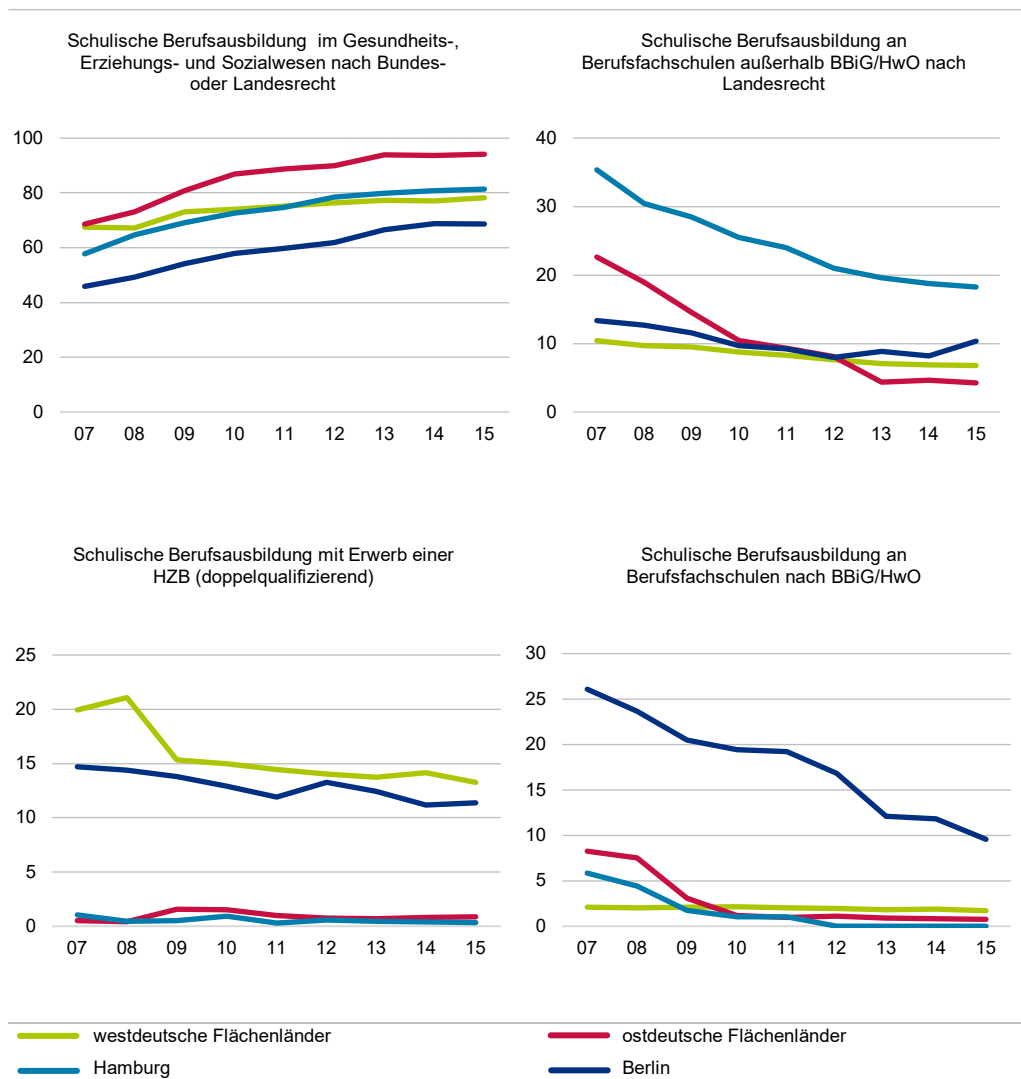 Schulische Berufsausbildung im Gesundheits-,
Erziehungs- und Sozialwesen nach Bundes-
oder Landesrecht
100
80
60
40
20
0
07 08 09 10 11 12 13 14 15
Schulische Berufsausbildung an
Berufsfachschulen außerhalb BBiG/HwO nach
Landesrecht
40
30
20
10
0
07 08 09 10 11 12 13 14 15
Schulische Berufsausbildung mit Erwerb einer
HZB (doppelqualifizierend)
25
20
15
10
5
0
07 08 09 10 11 12 13 14 15
Schulische Berufsausbildung an
Berufsfachschulen nach BBiG/HwO
30
25
20
15
10
5
0
07 08 09 10 11 12 13 14 15
westdeutsche Flächenländer
ostdeutsche Flächenländer
Hamburg
Berlin